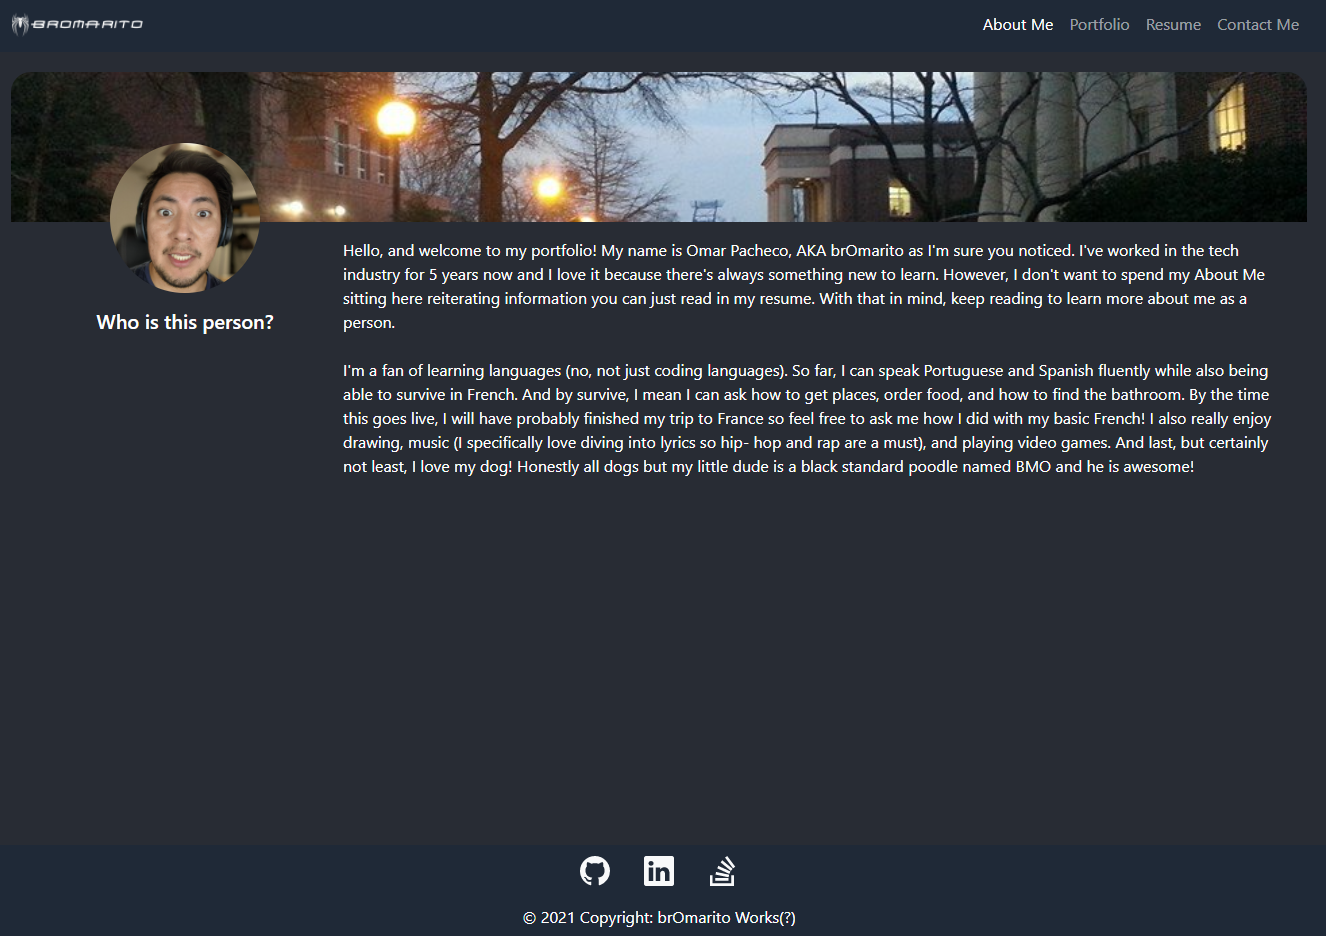 BROMARITO
About Me Portfolio Resume Contact Me
Hello, and welcome to my portfolio! My name is Omar Pacheco, AKA brOmarito as I'm sure you noticed. I've worked in the tech
industry for 5 years now and I love it because there's always something new to learn. However, I don't want to spend my About Me
sitting here reiterating information you can just read in my resume. With that in mind, keep reading to learn more about me as a
person.
Who is this person?
I'm a fan of learning languages (no, not just coding languages). So far, I can speak Portuguese and Spanish fluently while also being
able to survive in French. And by survive, I mean I can ask how to get places, order food, and how to find the bathroom. By the time
this goes live, I will have probably finished my trip to France so feel free to ask me how I did with my basic French! I also really enjoy
drawing, music (I specifically love diving into lyrics so hip- hop and rap are a must), and playing video games. And last, but certainly
not least, I love my dog! Honestly all dogs but my little dude is a black standard poodle named BMO and he is awesome!
in
© 2021 Copyright: brOmarito Works(?)